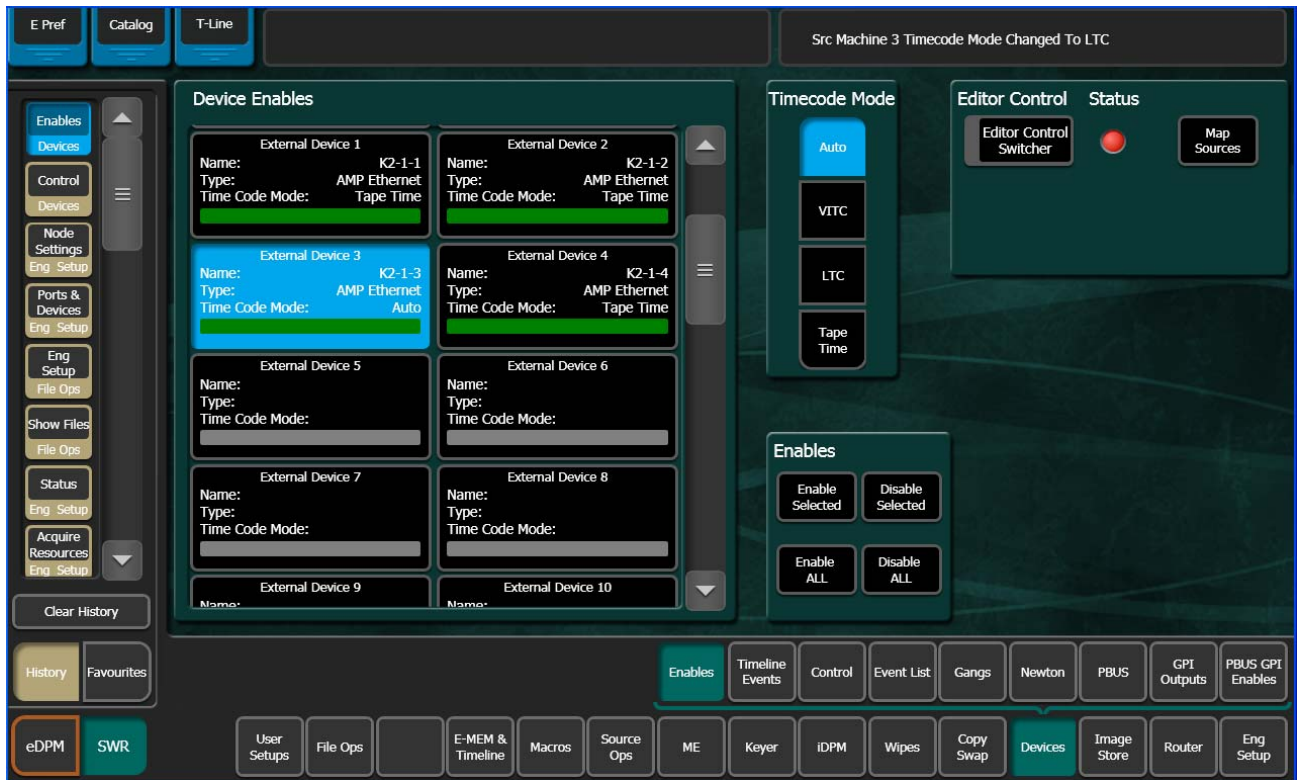 E Pref
Catalog
T-Line
Src Machine 3 Timecode Mode Changed To LTC
Enables
Devices
Control
Devices
Node
Settings
Eng Setup
Ports &
Devices
Eng Setup
Eng
Setup
File Ops
Show Files
File Ops
Status
Eng Setup
Acquire
Resources
Eng Setup
Clear History
History
Favourites
Device Enables
External Device 1
Name: K2-1-1
Type: AMP Ethernet
Time Code Mode: Tape Time
External Device 2
Name: K2-1-2
Type: AMP Ethernet
Time Code Mode: Tape Time
External Device 3
Name: K2-1-3
Type: AMP Ethernet
Time Code Mode: Auto
External Device 4
Name: K2-1-4
Type: AMP Ethernet
Time Code Mode: Tape Time
External Device 5
Name:
Type:
Time Code Mode:
External Device 6
Name:
Type:
Time Code Mode:
External Device 7
Name:
Type:
Time Code Mode:
External Device 8
Name:
Type:
Time Code Mode:
External Device 9
Name:
External Device 10
Name:
Timecode Mode
Auto
VITC
LTC
Tape
Time
Editor Control
Status
Editor Control
Switcher
Map
Sources
Enables
Enable
Selected
Disable
Selected
Enable
ALL
Disable
ALL
Enables
Timeline
Events
Control
Event List
Gangs
Newton
PBUS
GPI
Outputs
PBUS GPI
Enables
eDPM
SWR
User
Setups
File Ops
E-MEM &
Timeline
Macros
Source
Ops
ME
Keyer
iDPM
Wipes
Copy
Swap
Devices
Image
Store
Router
Eng
Setup